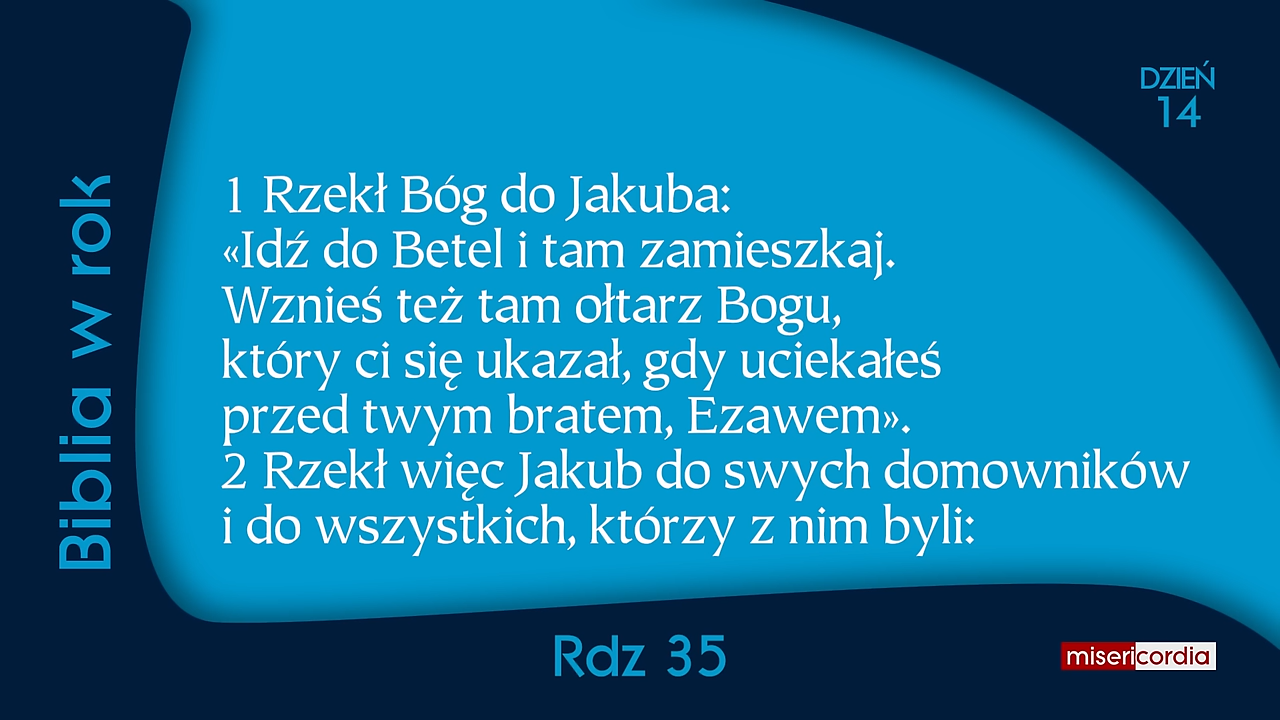 DZIEŃ
14
Biblia w rok
1 Rzekł Bóg do Jakuba:
«Idź do Betel i tam zamieszkaj.
Wznieś też tam ołtarz Bogu,
który ci się ukazał, gdy uciekałeś
przed twym bratem, Ezawem».
2 Rzekł więc Jakub do swych domowników
i do wszystkich, którzy z nim byli:
Rdz 35
misericordia